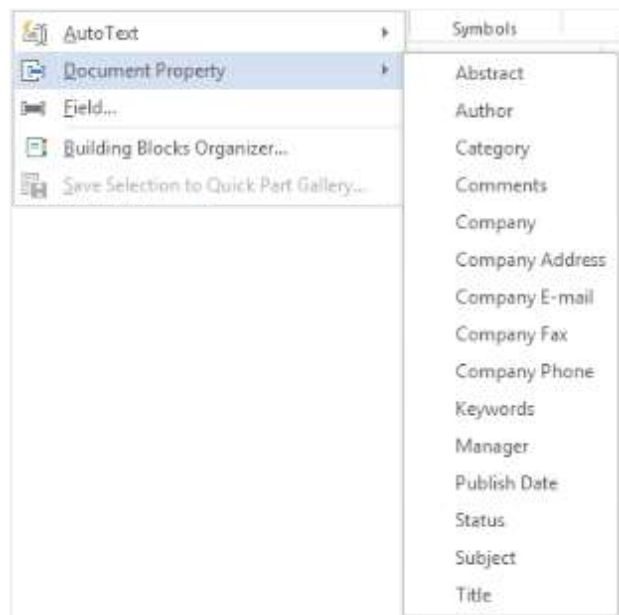 AutoText
Document Property
Field...
Building Blocks Organizer...
Save Selection to Quick Part Gallery...
Symbols
Abstract
Author
Category
Comments
Company
Company Address
Company E-mail
Company Fax
Company Phone
Keywords
Manager
Publish Date
Status
Subject
Title